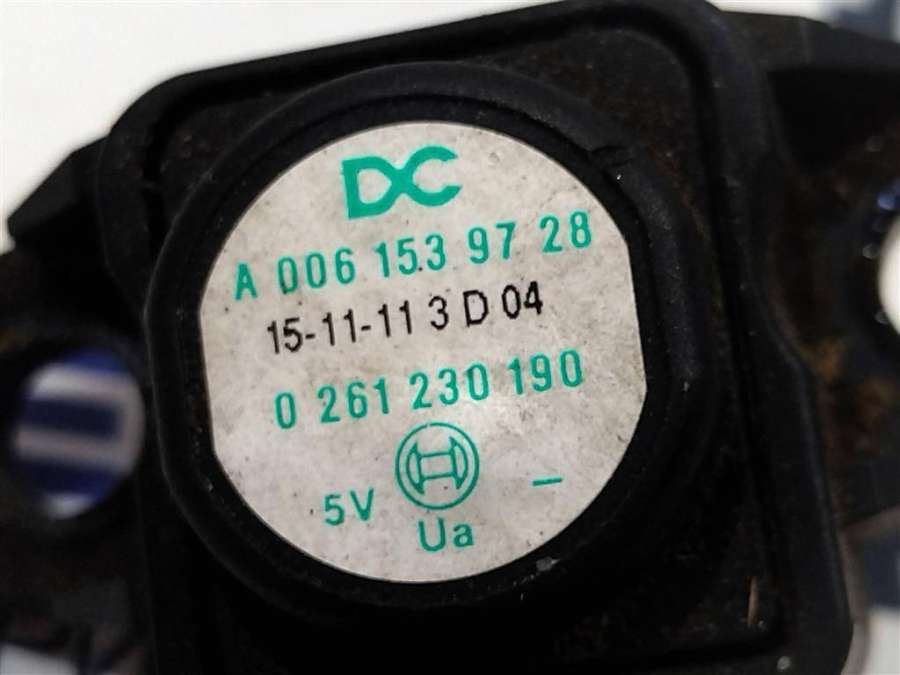 DC
A 006 153 97 28
15-11-11 3 D 04
0 261 230 190
5V -
Ua